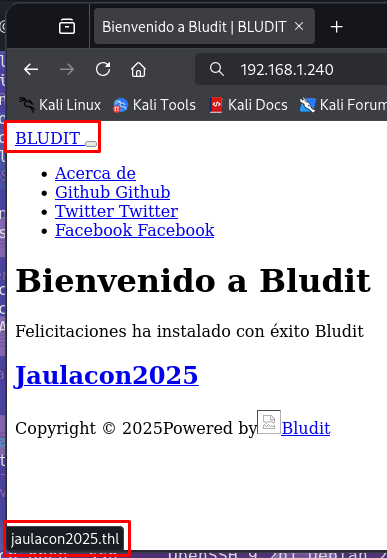 Bienvenido a Bludit | BLUDIT
192.168.1.240
Kali Linux Kali Tools Kali Docs Kali Forum
BLUDIT
Acerca de
Github Github
Twitter Twitter
Facebook Facebook
Bienvenido a Bludit
Felicitaciones ha instalado con éxito Bludit
Jaulacon2025
Copyright © 2025Powered by Bludit
jaulacon2025.thl